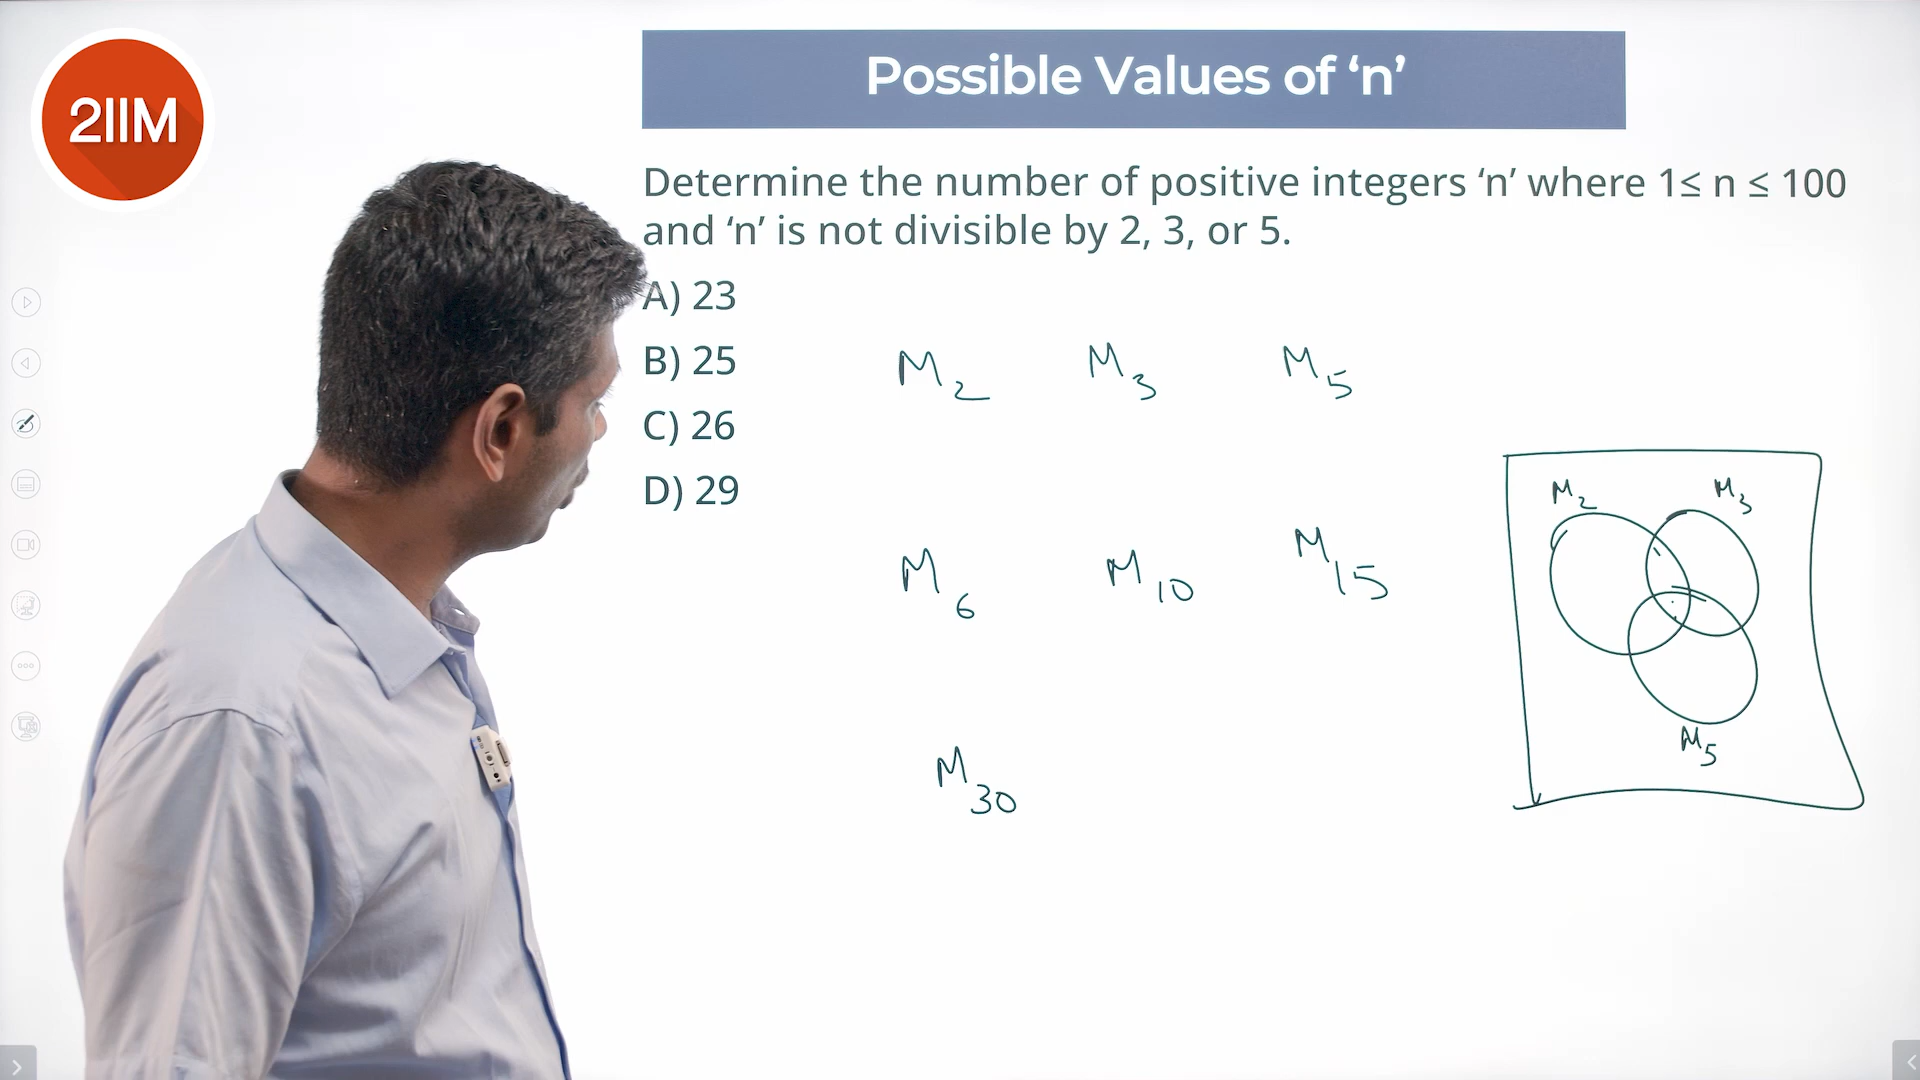 2IIM
Possible Values of ‘n’
Determine the number of positive integers ‘n’ where 1≤ n ≤ 100
and ‘n’ is not divisible by 2, 3, or 5.
A) 23
B) 25
C) 26
D) 29
M2 M3 M5
M6 M10 M15
M30
M2 M3
M5